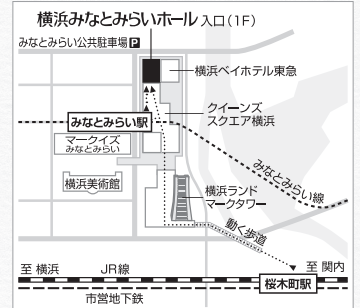 横浜みなとみらいホール 入口(1F)
みなとみらい公共駐車場 P
横浜ベイホテル東急
クイーンズ
スクエア横浜
みなとみらい駅
マークイズ
みなとみらい
みなとみらい線
横浜美術館
横浜ランド
マークタワー
動く歩道
至 横浜
JR線
至 関内
桜木町駅
市営地下鉄